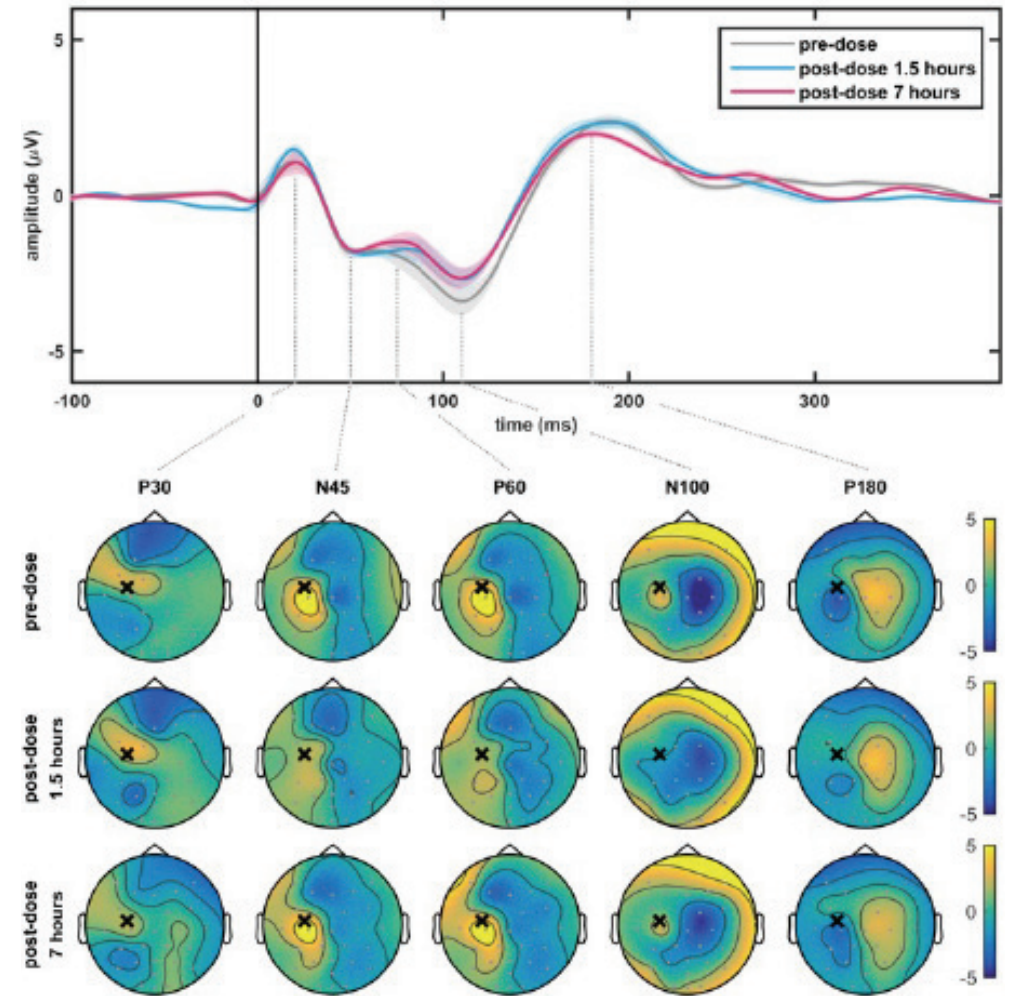 5
0
-5
amplitude (μV)
pre-dose
post-dose 1.5 hours
post-dose 7 hours
-100 0 100 200 300
time (ms)
P30 N45 P60 N100 P180
pre-dose
5
0
-5
post-dose
1.5 hours
5
0
-5
post-dose
7 hours
5
0
-5